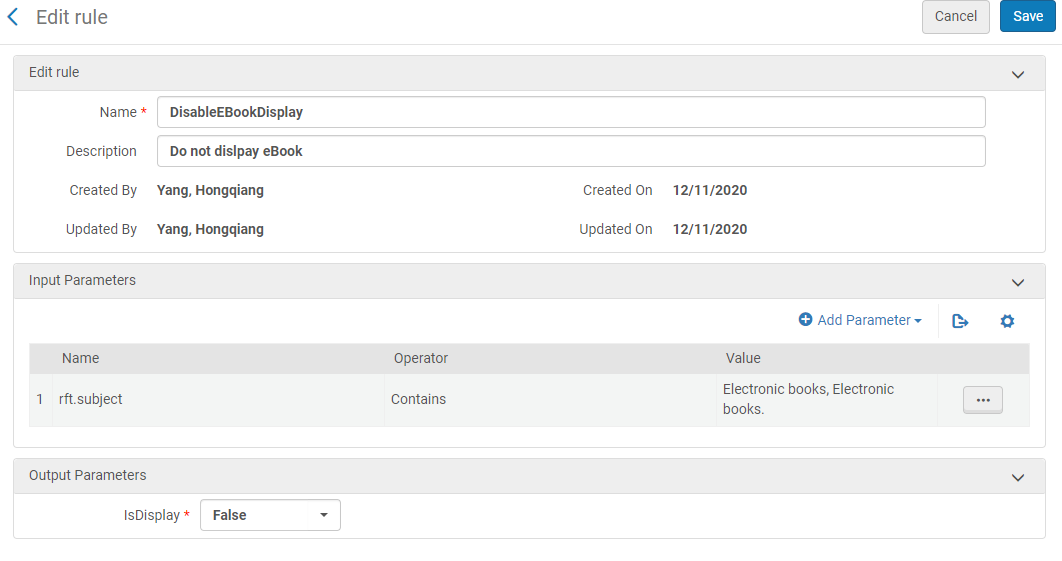 Edit rule
Cancel
Save
Edit rule
Name *
DisableEBookDisplay
Description
Do not dislpay eBook
Created By
Yang, Hongqiang
Created On
12/11/2020
Updated By
Yang, Hongqiang
Updated On
12/11/2020
Input Parameters
Add Parameter
Name
Operator
Value
1
rft.subject
Contains
Electronic books, Electronic
books.
Output Parameters
IsDisplay *
False